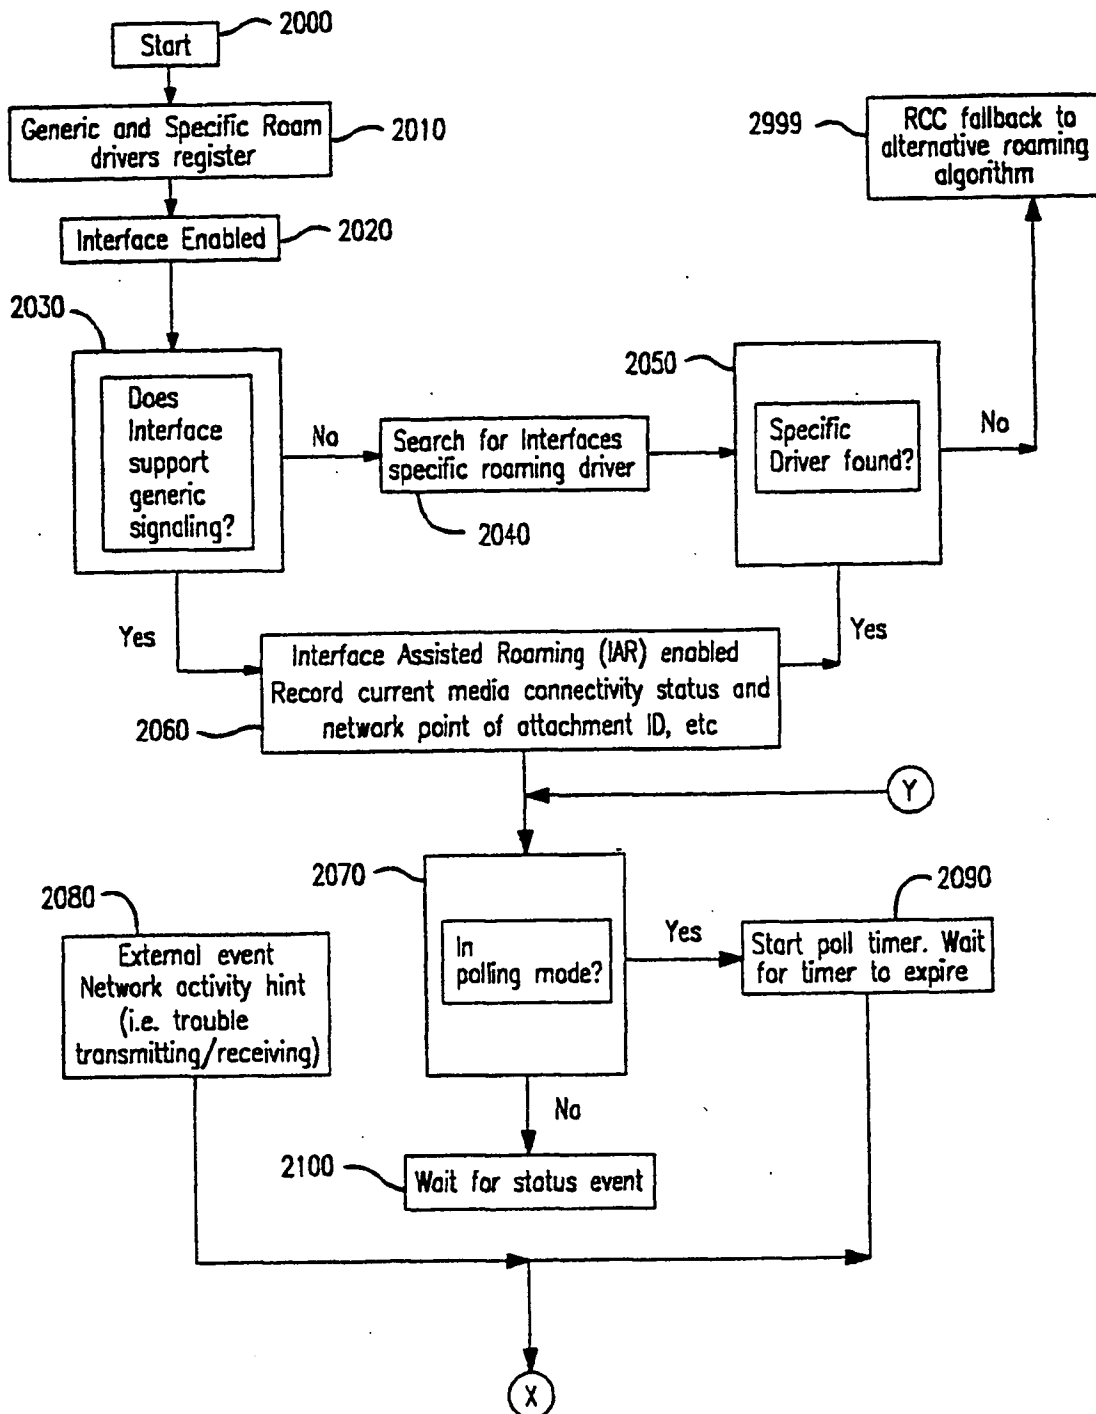 Start
2000
Generic and Specific Roam
drivers register
2010
2999
RCC fallback to
alternative roaming
algorithm
Interface Enabled
2020
2030
Does
Interface
support
generic
signaling?
No
Search for Interfaces
specific roaming driver
2040
2050
Specific
Driver found?
No
Yes
Yes
Interface Assisted Roaming (IAR) enabled
Record current media connectivity status and
network point of attachment ID, etc
2060
Y
2070
In
polling mode?
Yes
2080
External event
Network activity hint
(i.e. trouble
transmitting/receiving)
2090
Start poll timer. Wait
for timer to expire
No
2100
Wait for status event
X